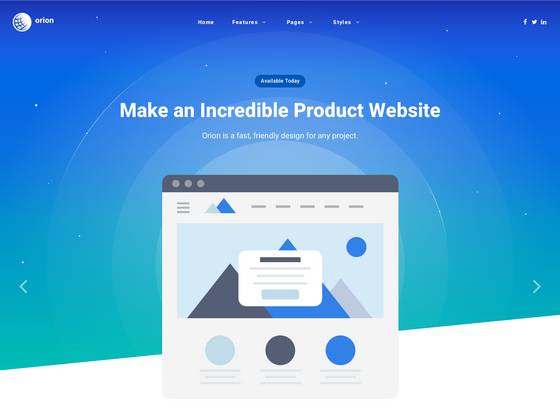 orion
Home Features Pages Styles
Available Today
Make an Incredible Product Website
Orion is a fast, friendly design for any project.